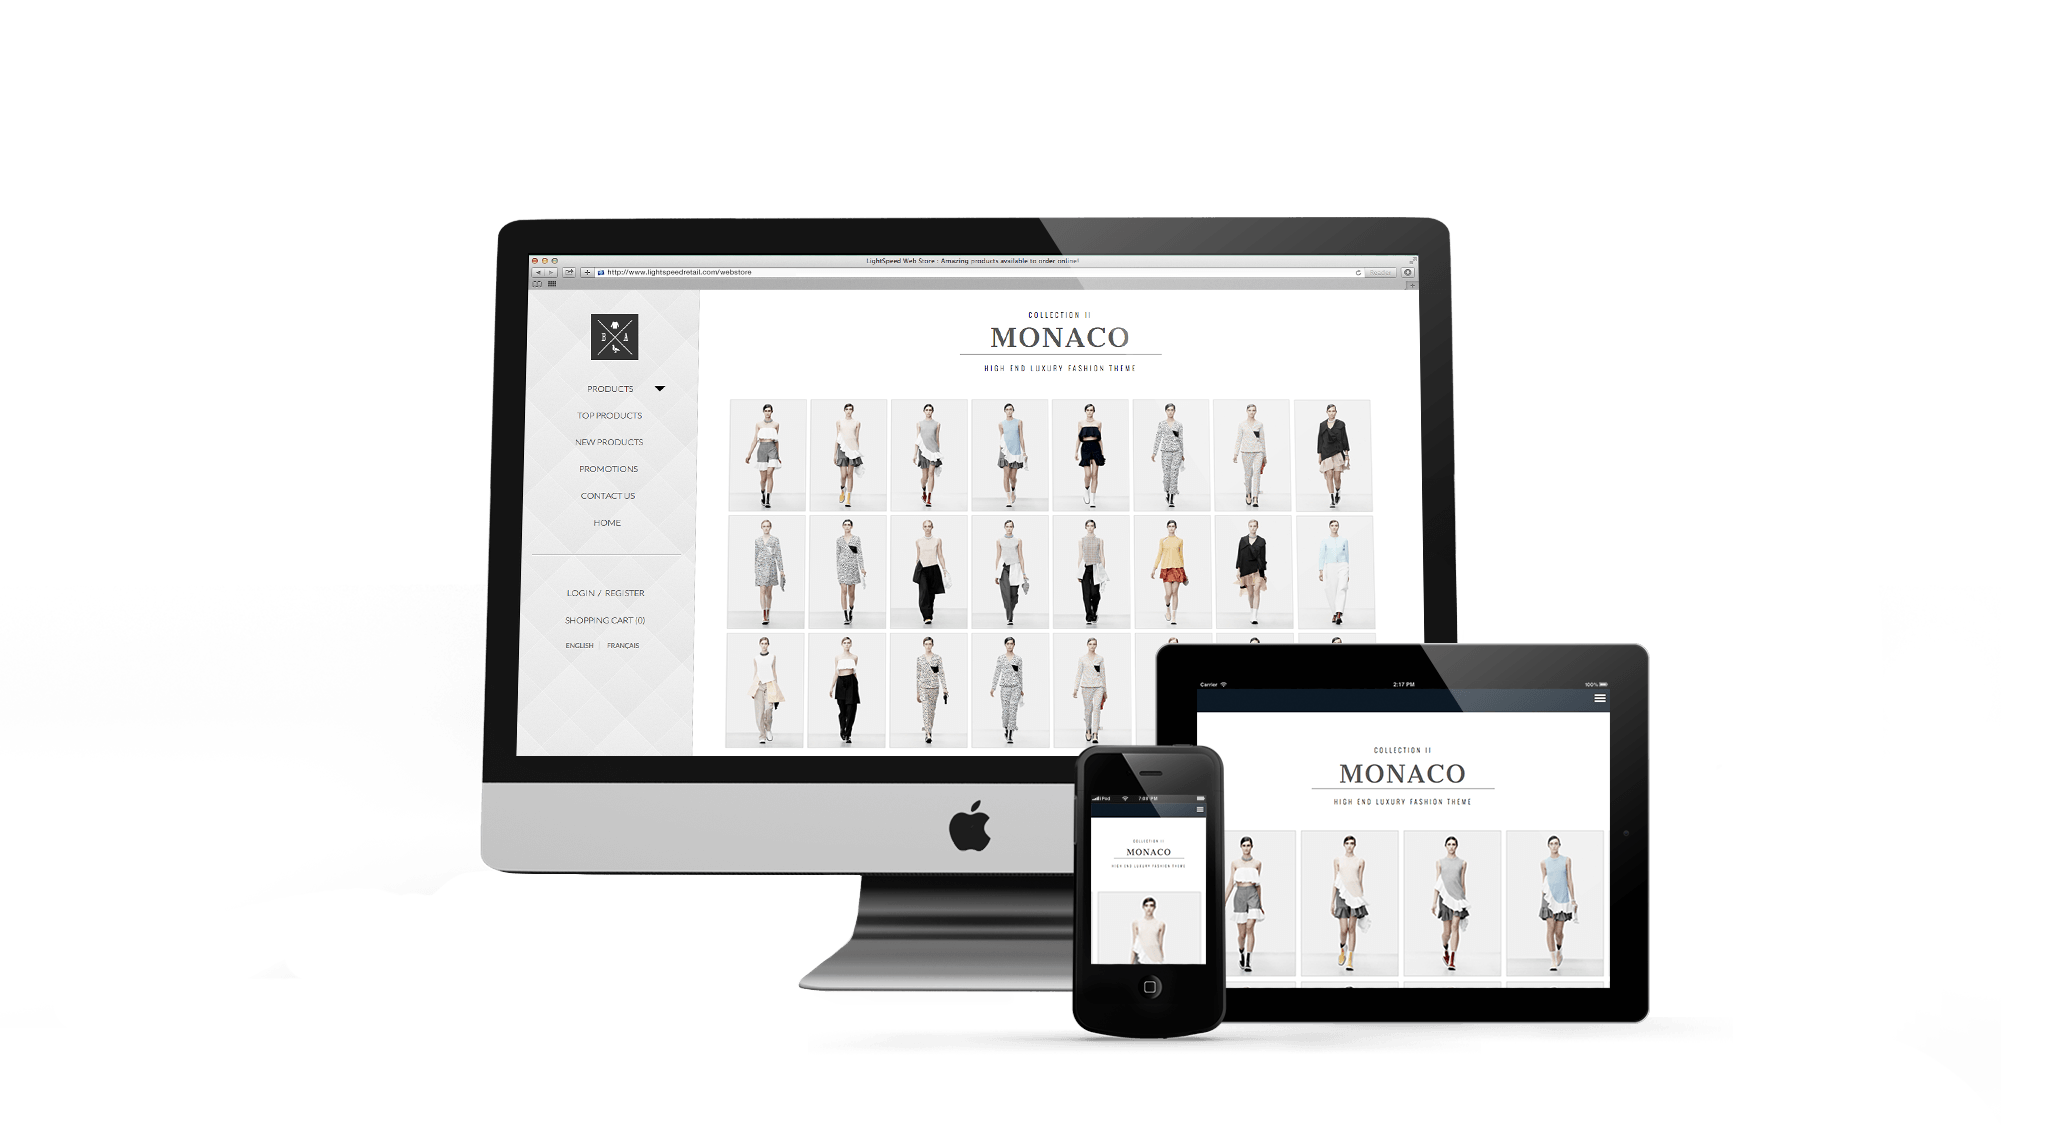 LightSpeed Web Store : Amazing products available to order online!
http://www.lightspeedretail.com/webstore
Reader
B A
PRODUCTS
TOP PRODUCTS
NEW PRODUCTS
PROMOTIONS
CONTACT US
HOME
LOGIN / REGISTER
SHOPPING CART (0)
ENGLISH | FRANÇAIS
COLLECTION II
MONACO
HIGH END LUXURY FASHION THEME
Carrier 2:17 PM 100%
COLLECTION II
MONACO
HIGH END LUXURY FASHION THEME
iPod
COLLECTION II
MONACO
HIGH END LUXURY FASHION THEME